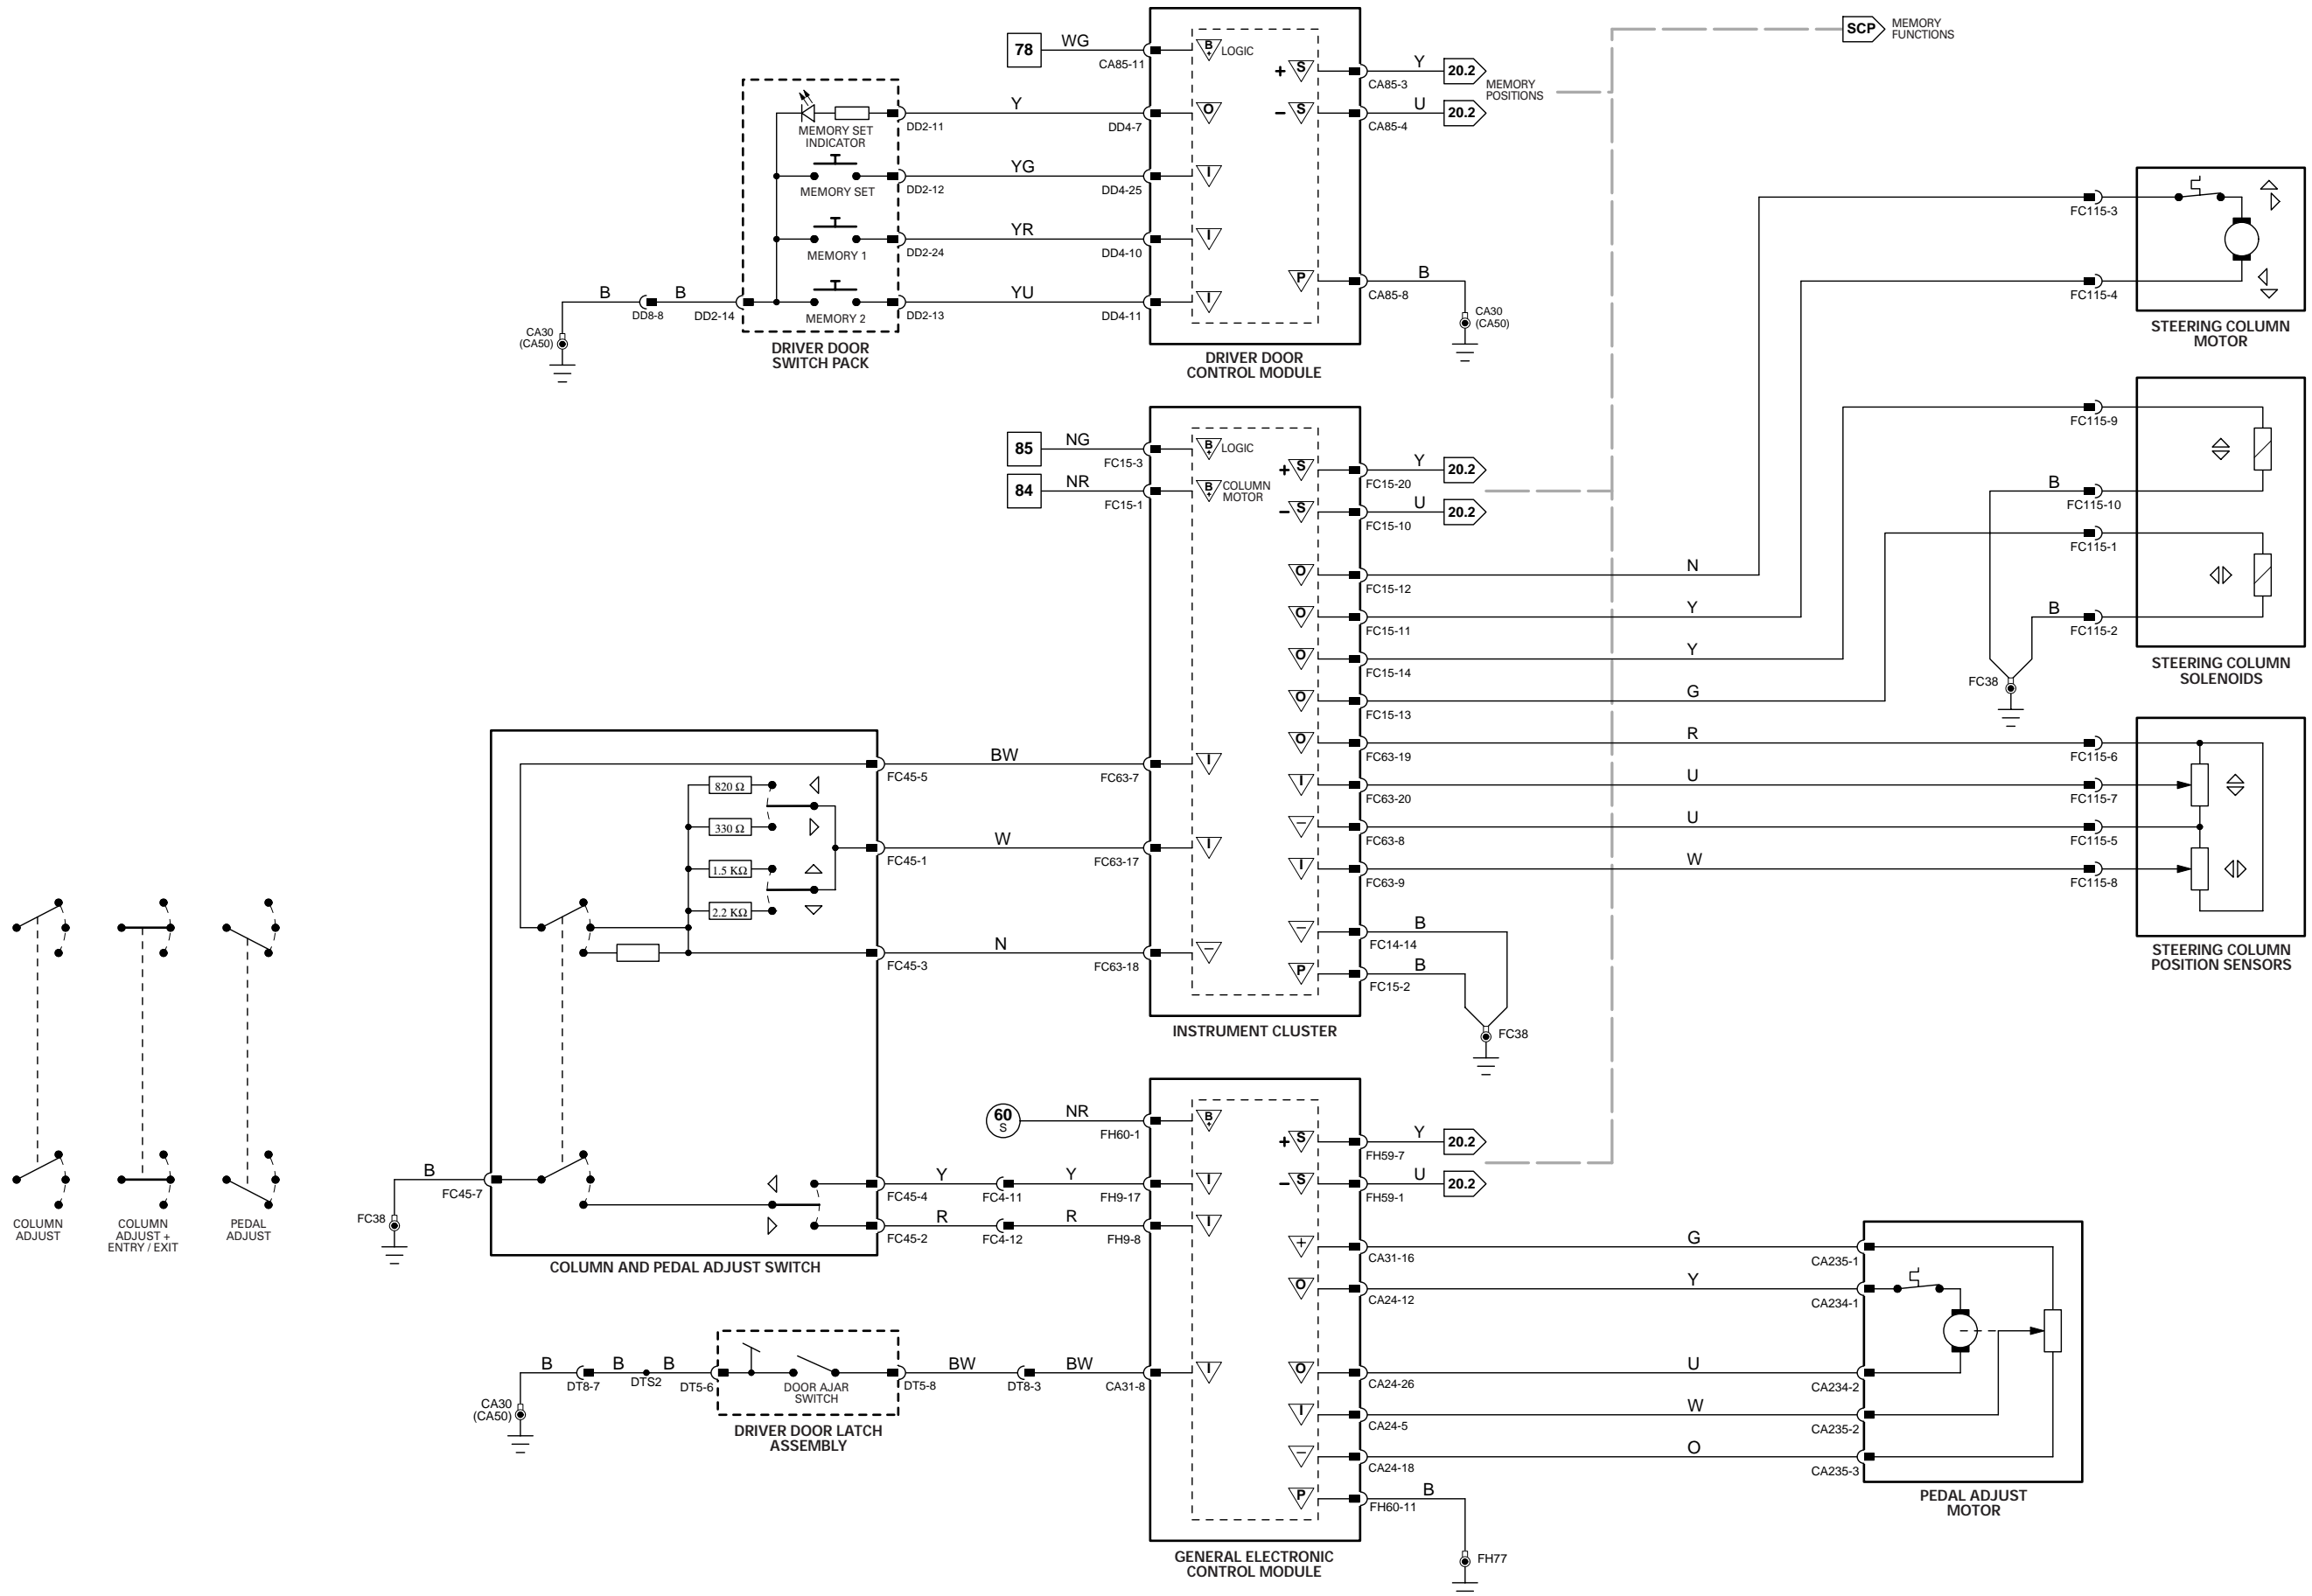 SCP
MEMORY
FUNCTIONS
78
WG
CA85-11
B+
LOGIC
+
S
CA85-3
Y
20.2
MEMORY
POSITIONS
-
S
CA85-4
U
20.2
MEMORY SET
INDICATOR
DD2-11
Y
DD4-7
O
MEMORY SET
DD2-12
YG
DD4-25
I
MEMORY 1
DD2-24
YR
DD4-10
I
CA30
(CA50)
B
DD8-8
B
DD2-14
MEMORY 2
DD2-13
YU
DD4-11
I
P
CA85-8
B
CA30
(CA50)
DRIVER DOOR
SWITCH PACK
DRIVER DOOR
CONTROL MODULE
FC115-3
FC115-4
STEERING COLUMN
MOTOR
85
NG
FC15-3
B+
LOGIC
84
NR
FC15-1
B+
COLUMN
MOTOR
+
S
FC15-20
Y
20.2
-
S
FC15-10
U
20.2
O
FC15-12
N
O
FC15-11
Y
O
FC15-14
Y
O
FC15-13
G
O
FC63-19
R
I
FC63-20
U
–
FC63-8
U
I
FC63-9
W
–
FC14-14
B
P
FC15-2
B
FC38
FC115-9
B
FC115-10
FC115-1
B
FC115-2
FC38
STEERING COLUMN
SOLENOIDS
FC115-6
FC115-7
FC115-5
FC115-8
STEERING COLUMN
POSITION SENSORS
FC45-5
BW
FC63-7
I
820 Ω
330 Ω
FC45-1
W
FC63-17
I
1.5 KΩ
2.2 KΩ
FC45-3
N
FC63-18
–
INSTRUMENT CLUSTER
COLUMN
ADJUST
COLUMN
ADJUST +
ENTRY / EXIT
PEDAL
ADJUST
FC38
B
FC45-7
FC45-4
Y
FC4-11
Y
FH9-17
I
FC45-2
R
FC4-12
R
FH9-8
I
COLUMN AND PEDAL ADJUST SWITCH
60
S
NR
FH60-1
B+
+
S
FH59-7
Y
20.2
-
S
FH59-1
U
20.2
+
CA31-16
G
CA235-1
O
CA24-12
Y
CA234-1
O
CA24-26
U
CA234-2
I
CA24-5
W
CA235-2
–
CA24-18
O
CA235-3
P
FH60-11
B
FH77
PEDAL ADJUST
MOTOR
CA30
(CA50)
B
DT8-7
B
DTS2
B
DT5-6
DOOR AJAR
SWITCH
DT5-8
BW
DT8-3
BW
CA31-8
I
DRIVER DOOR LATCH
ASSEMBLY
GENERAL ELECTRONIC
CONTROL MODULE